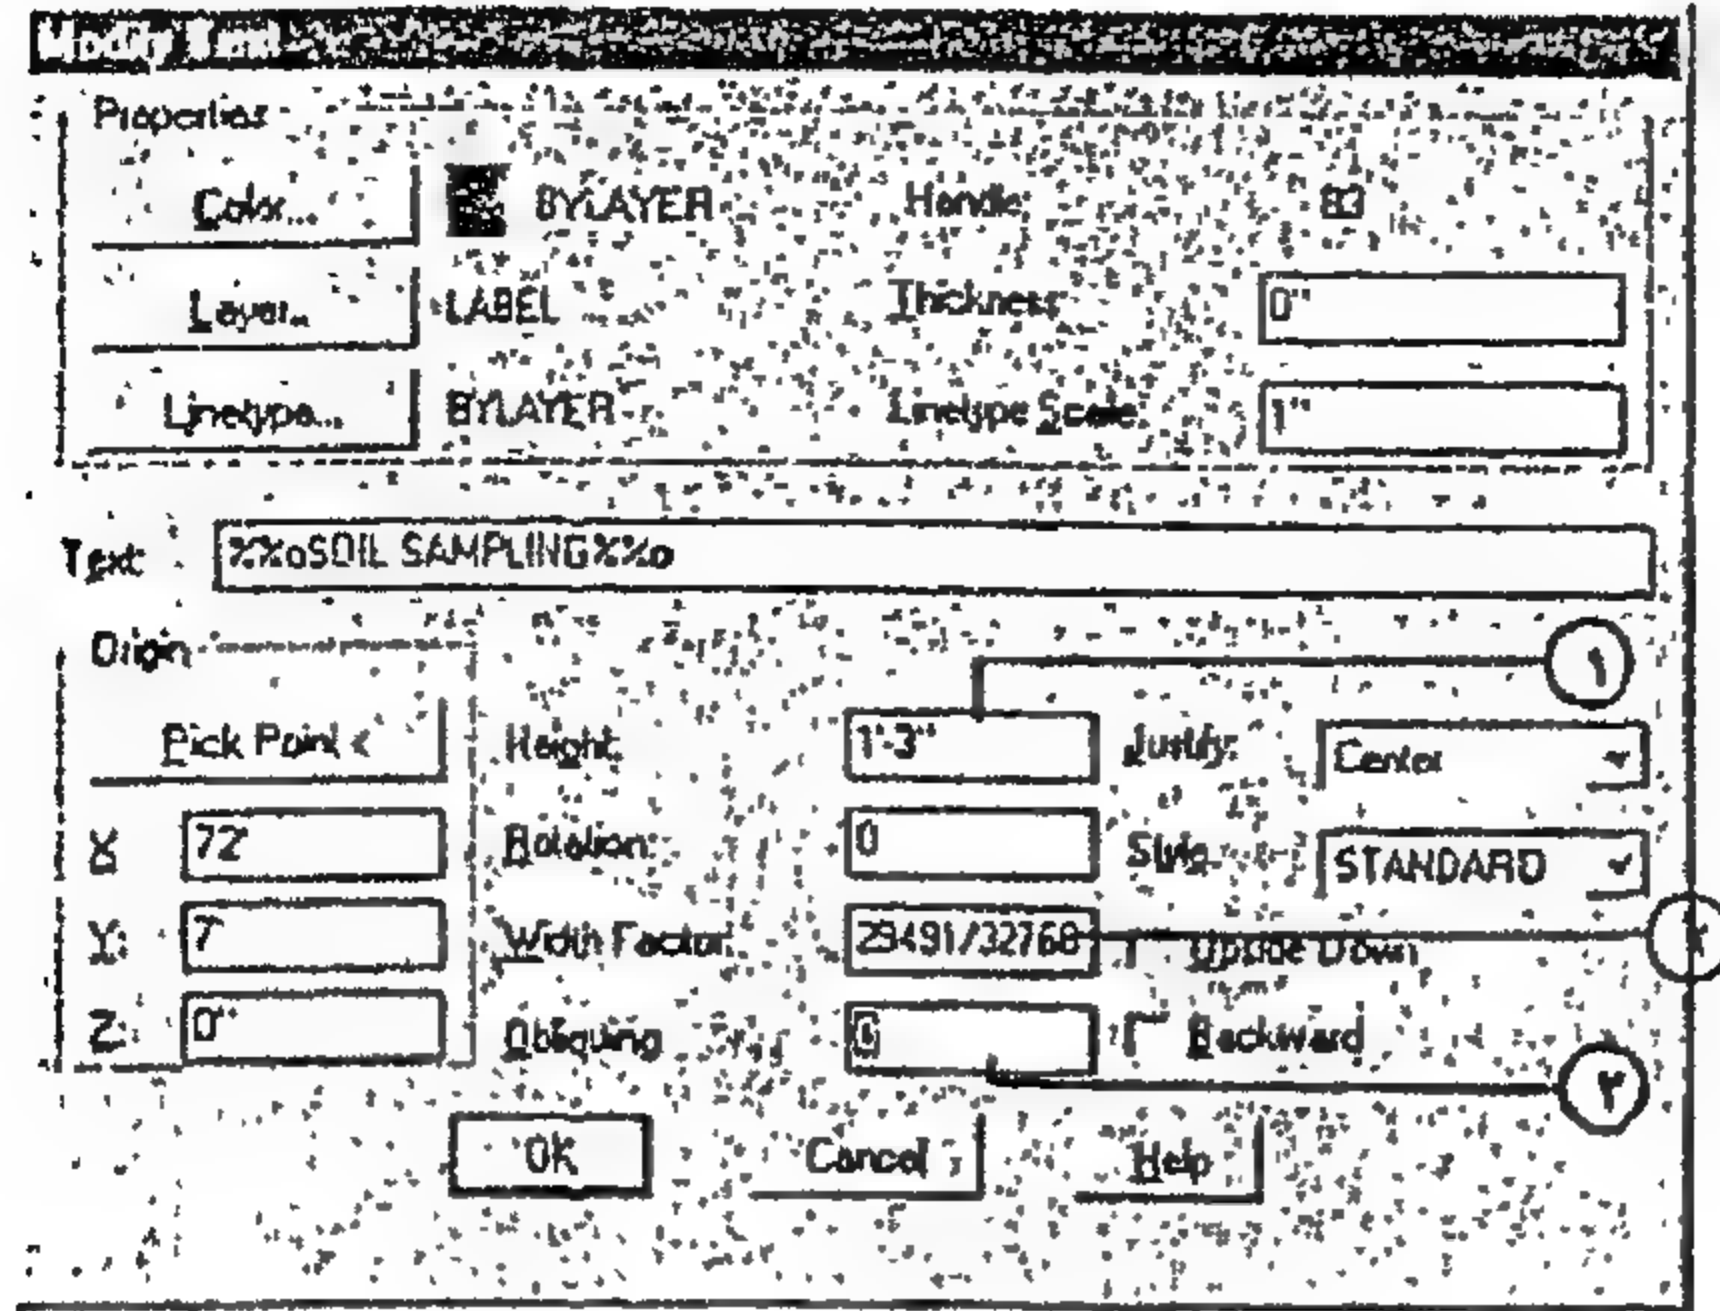 Modify Text
Properties
Color... BYLAYER Handle: B3
Layer... LABEL Thickness: 0"
Linetype... BYLAYER Linetype Scale: 1"
Text: %%oSOIL SAMPLING%%o
Origin
١
Pick Point < Height: 1'-3" Justify: Center
X: 72' Rotation: 0 Style: STANDARD
Y: 7' Width Factor: 29491/32768 Upside Down
Z: 0" Obliquing 0 Backward
٢
OK Cancel Help